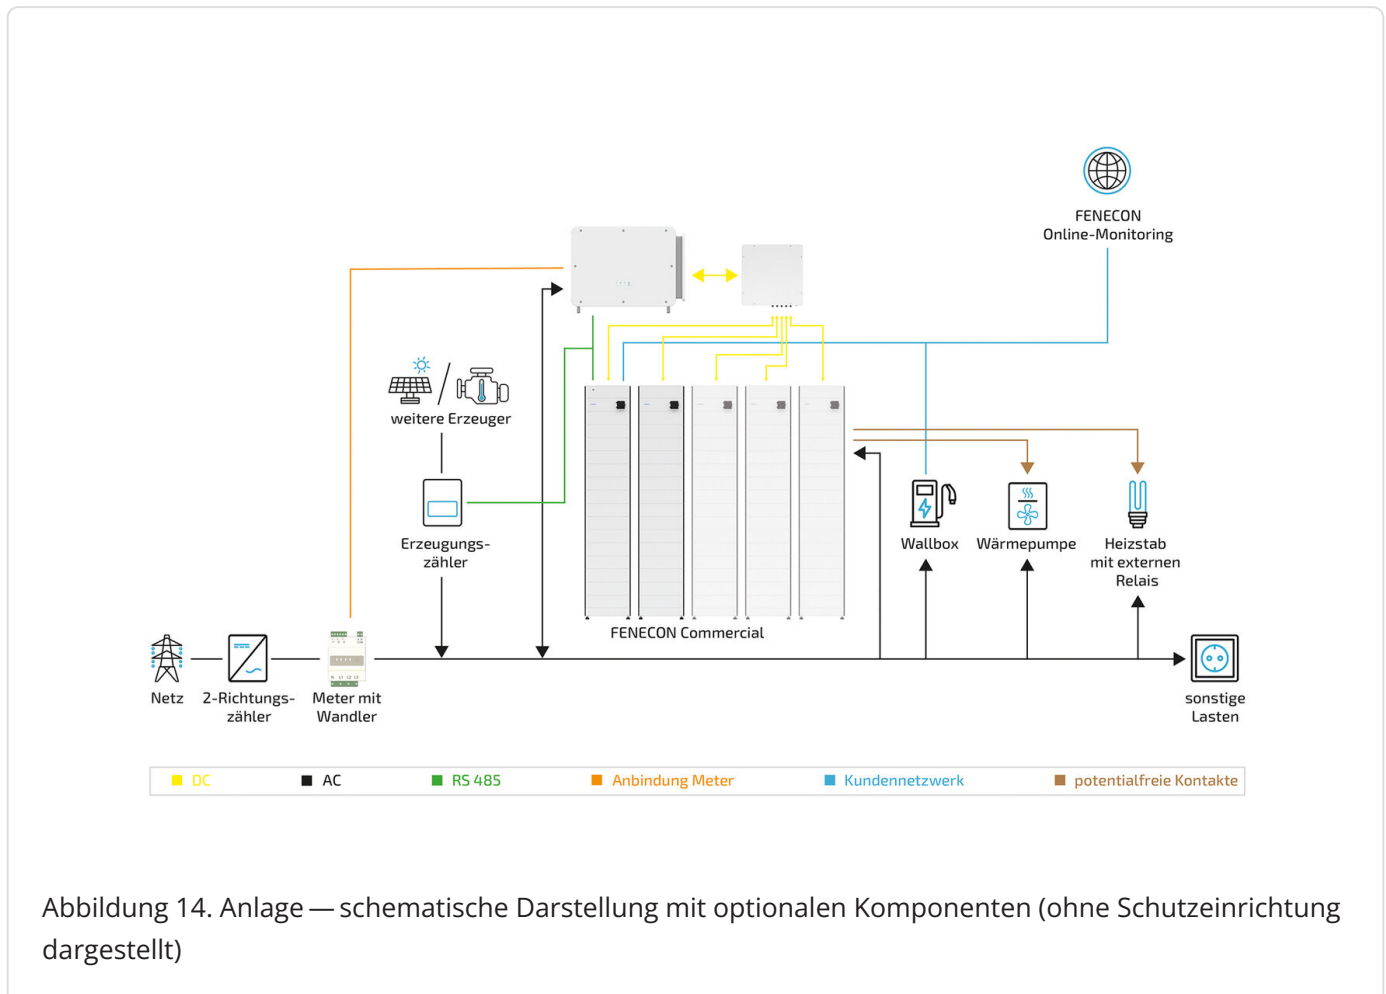 FENECON
Online-Monitoring
weitere Erzeuger
Erzeugungs-
zähler
Wallbox
Wärmepumpe
Heizstab
mit externen
Relais
FENECON Commercial
Netz
2-Richtungs-
zähler
Meter mit
Wandler
sonstige
Lasten
DC
AC
RS 485
Anbindung Meter
Kundennetzwerk
potentialfreie Kontakte
Abbildung 14. Anlage — schematische Darstellung mit optionalen Komponenten (ohne Schutzeinrichtung
dargestellt)